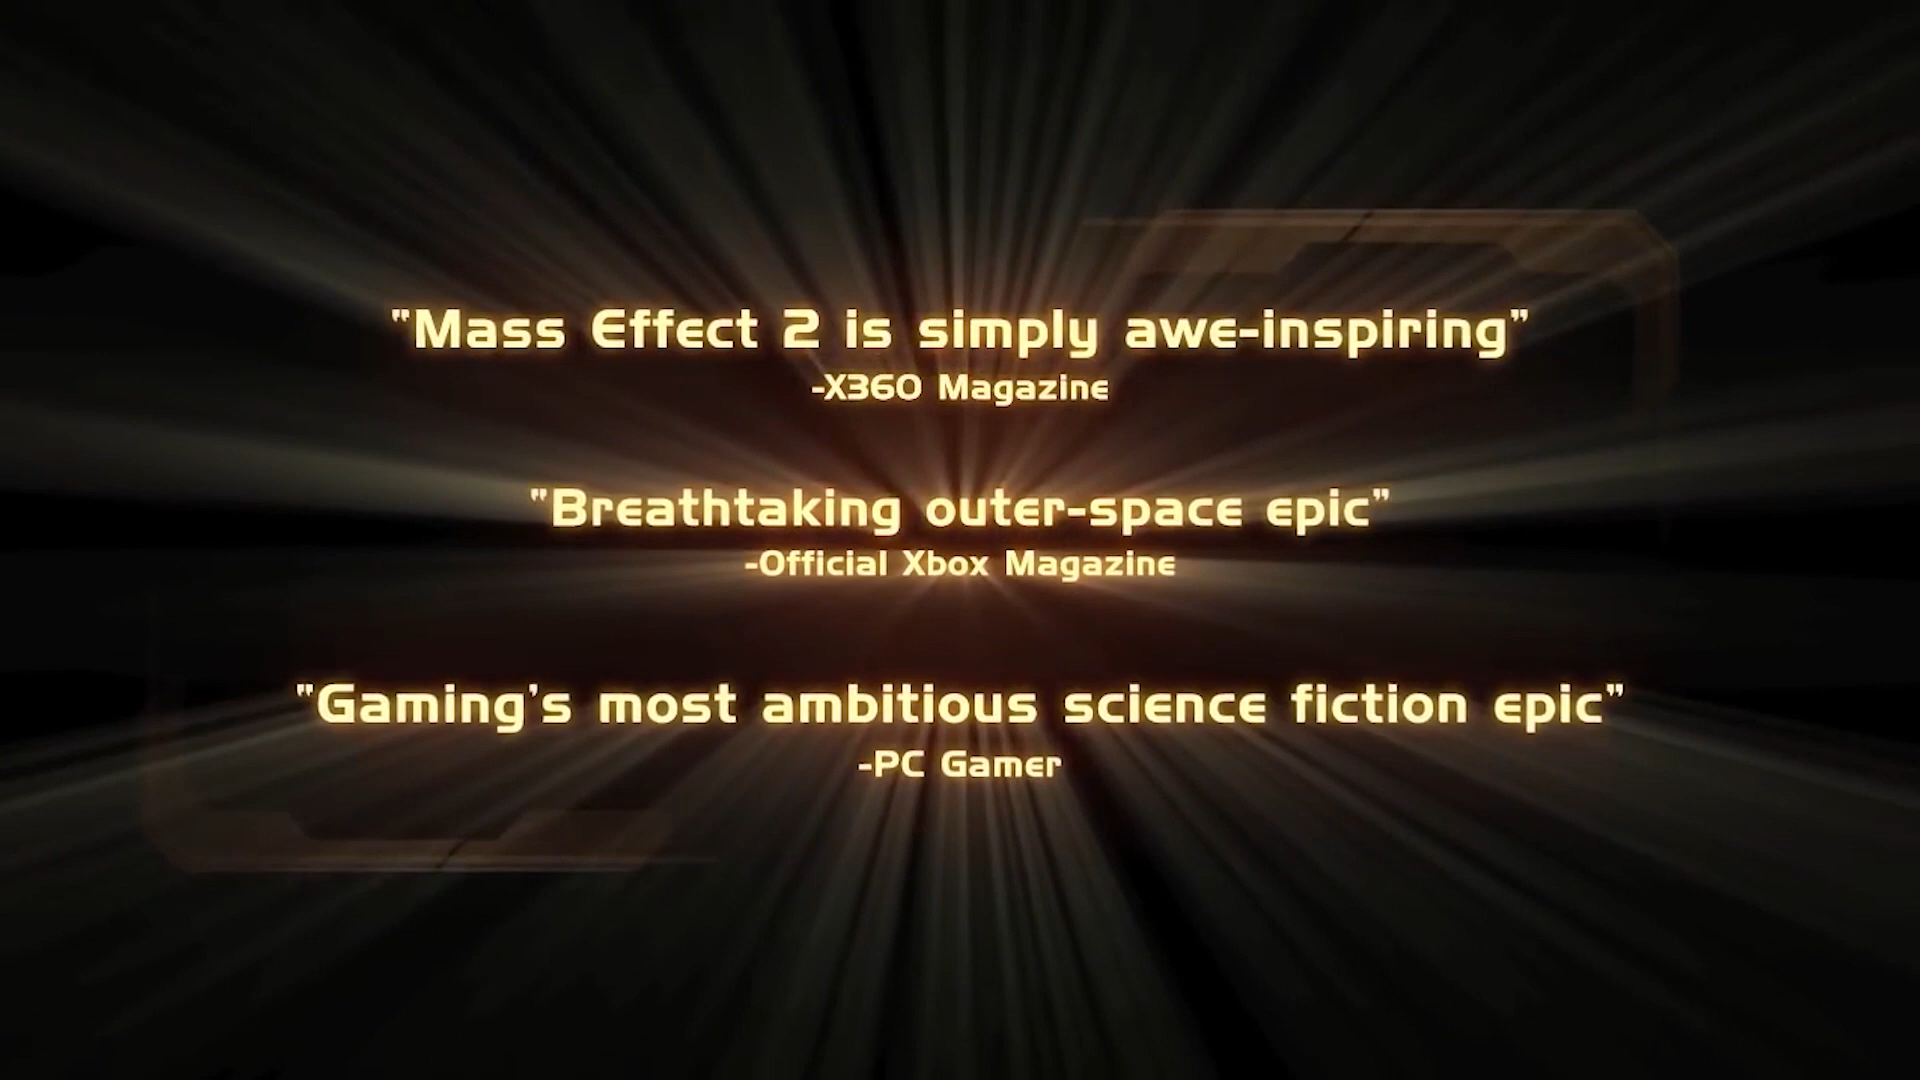 "Mass Effect 2 is simply awe-inspiring"
-X360 Magazine
"Breathtaking outer-space epic"
-Official Xbox Magazine
"Gaming's most ambitious science fiction epic"
-PC Gamer